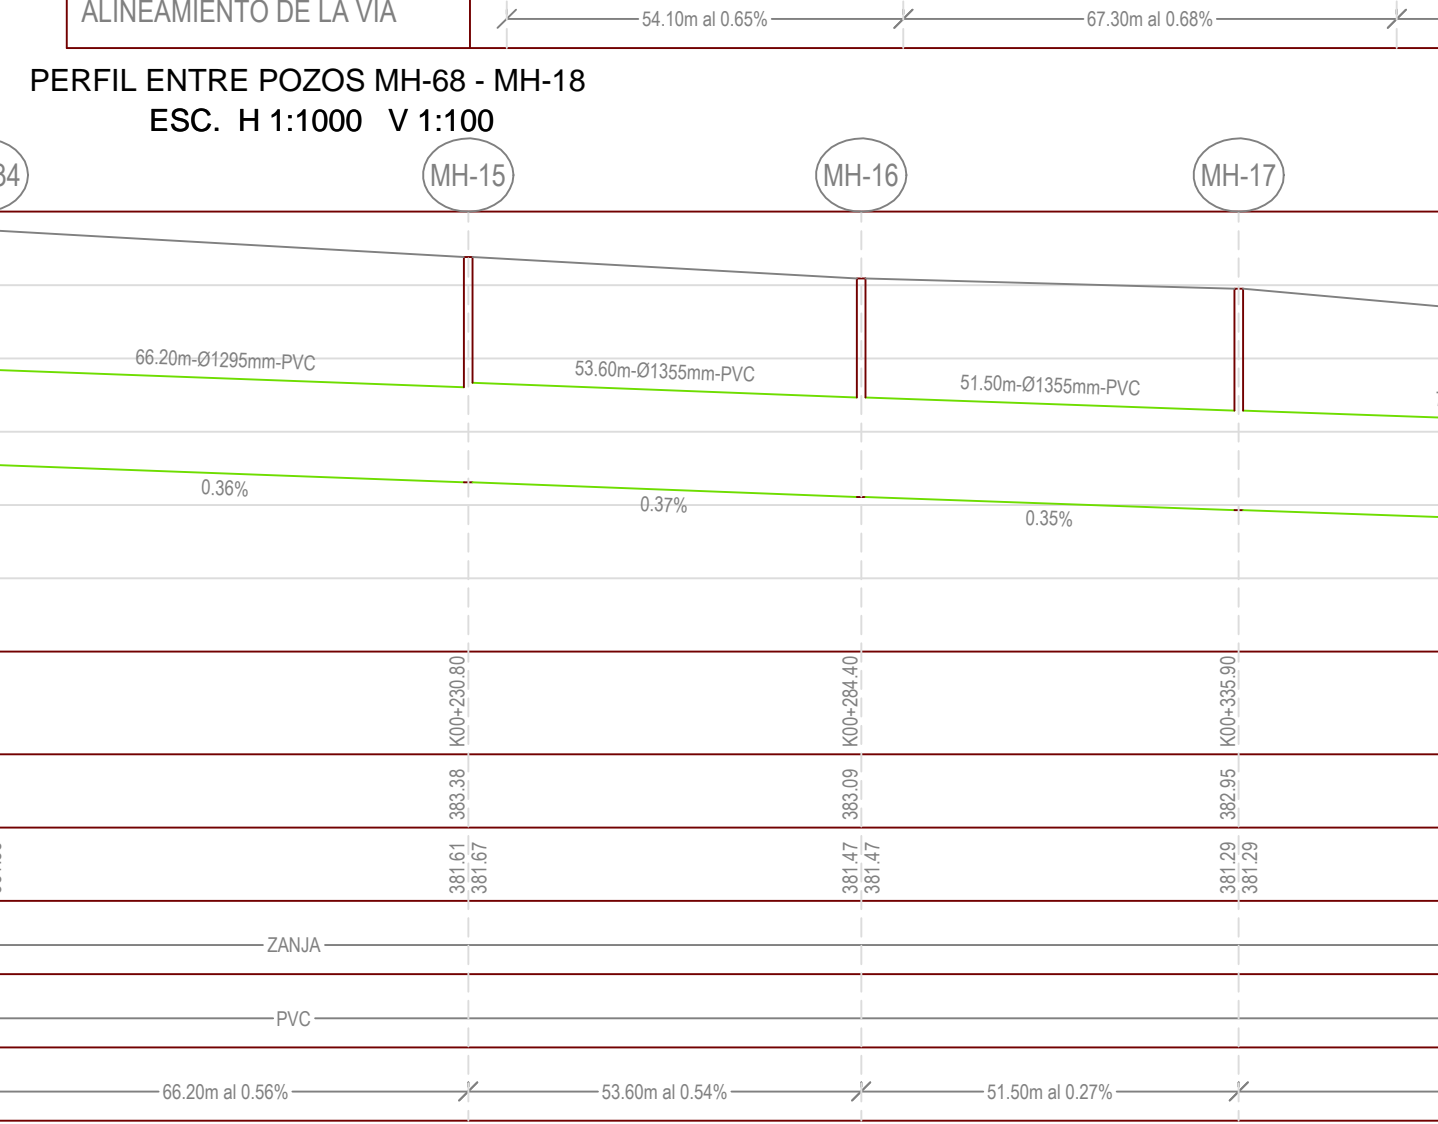 ALINEAMIENTO DE LA VIA
54.10m al 0.65%
67.30m al 0.68%
PERFIL ENTRE POZOS MH-68 - MH-18
ESC. H 1:1000 V 1:100
34
MH-15
MH-16
MH-17
66.20m-Ø1295mm-PVC
53.60m-Ø1355mm-PVC
51.50m-Ø1355mm-PVC
0.36%
0.37%
0.35%
K00+230.80
K00+284.40
K00+335.90
383.38
383.09
382.95
381.61
381.67
381.47
381.47
381.29
381.29
ZANJA
PVC
66.20m al 0.56%
53.60m al 0.54%
51.50m al 0.27%